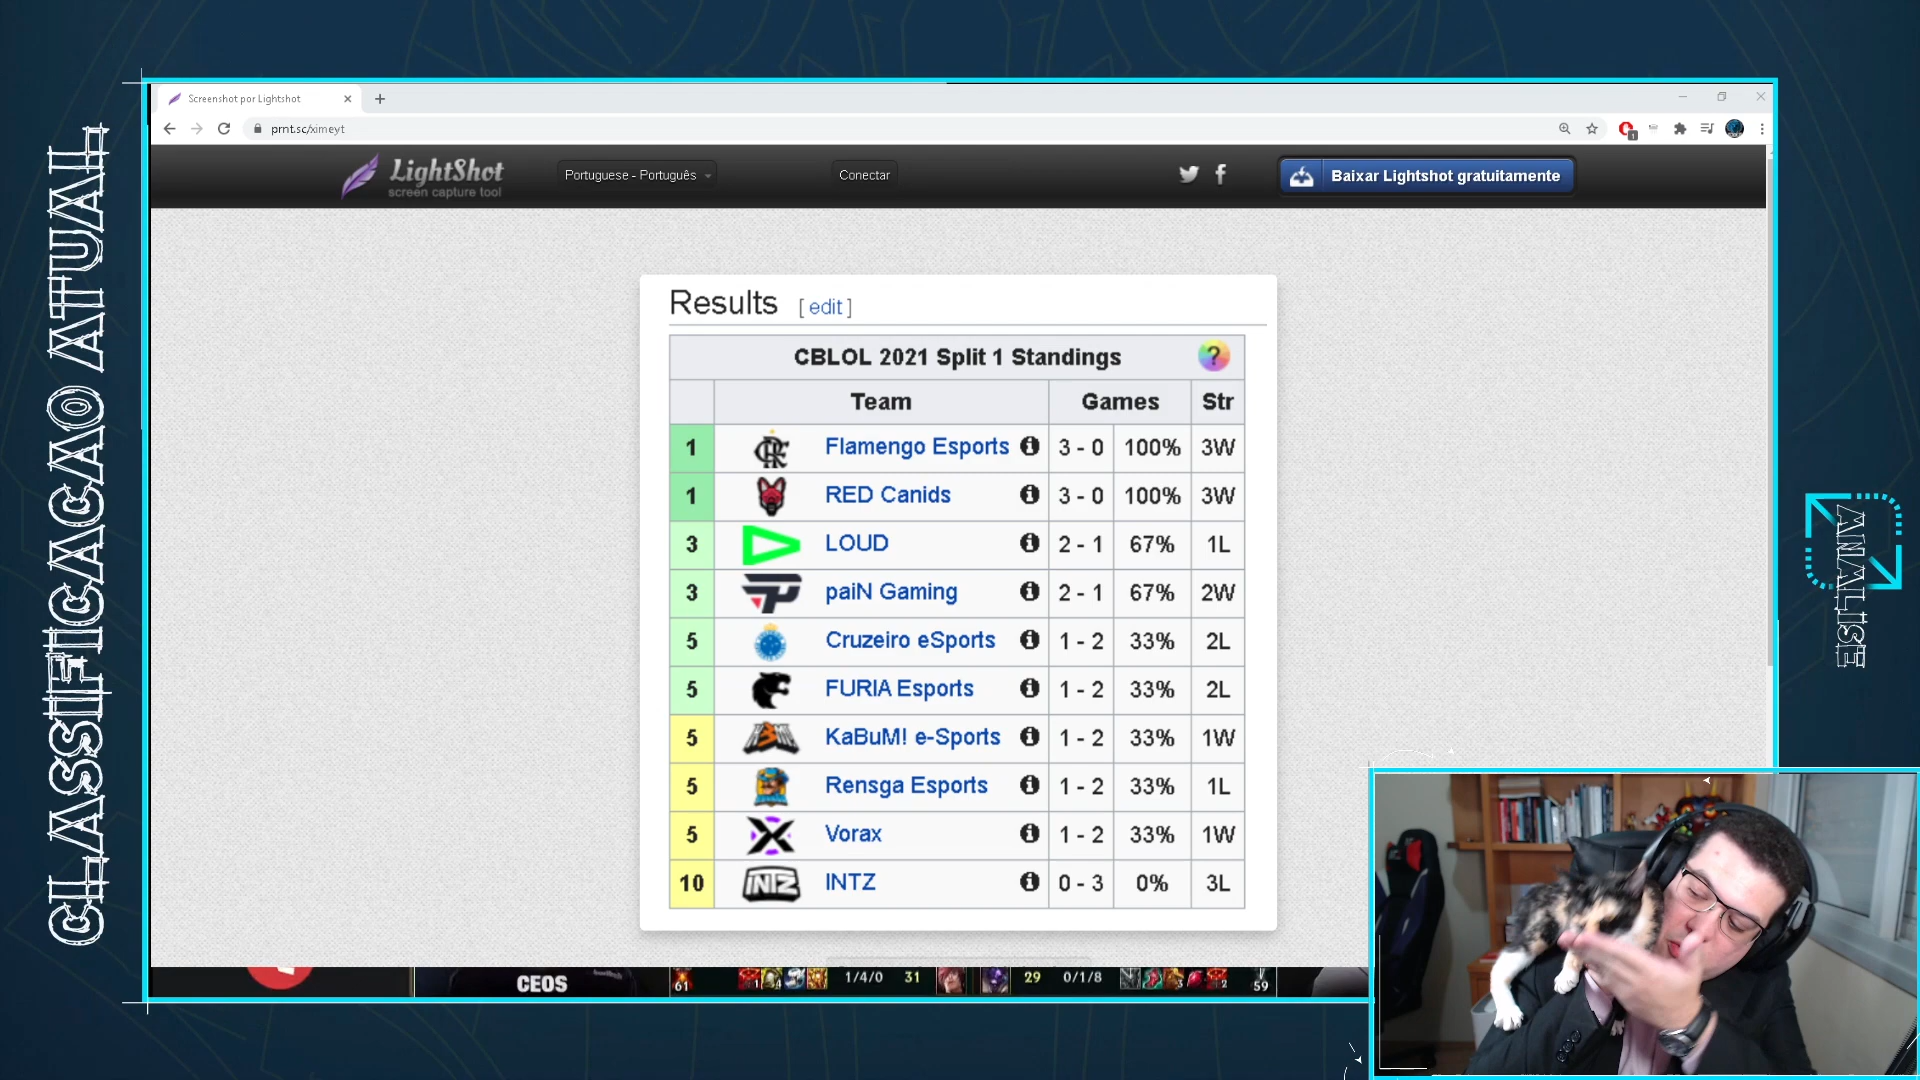 CLASSIFICACAO ATUAL
Screenshot por Lightshot
prnt.sc/ximeyt
LightShot
screen capture tool
Portuguese - Português
Conectar
Baixar Lightshot gratuitamente
Results [ edit ]
CBLOL 2021 Split 1 Standings ?
Team Games Str
1 Flamengo Esports 3 - 0 100% 3W
1 RED Canids 3 - 0 100% 3W
3 LOUD 2 - 1 67% 1L
3 paiN Gaming 2 - 1 67% 2W
5 Cruzeiro eSports 1 - 2 33% 2L
5 FURIA Esports 1 - 2 33% 2L
5 KaBuM! e-Sports 1 - 2 33% 1W
5 Rensga Esports 1 - 2 33% 1L
5 Vorax 1 - 2 33% 1W
10 INTZ INTZ 0 - 3 0% 3L
ANALISE
CEOS
61 1/4/0 31 29 0/1/8 59